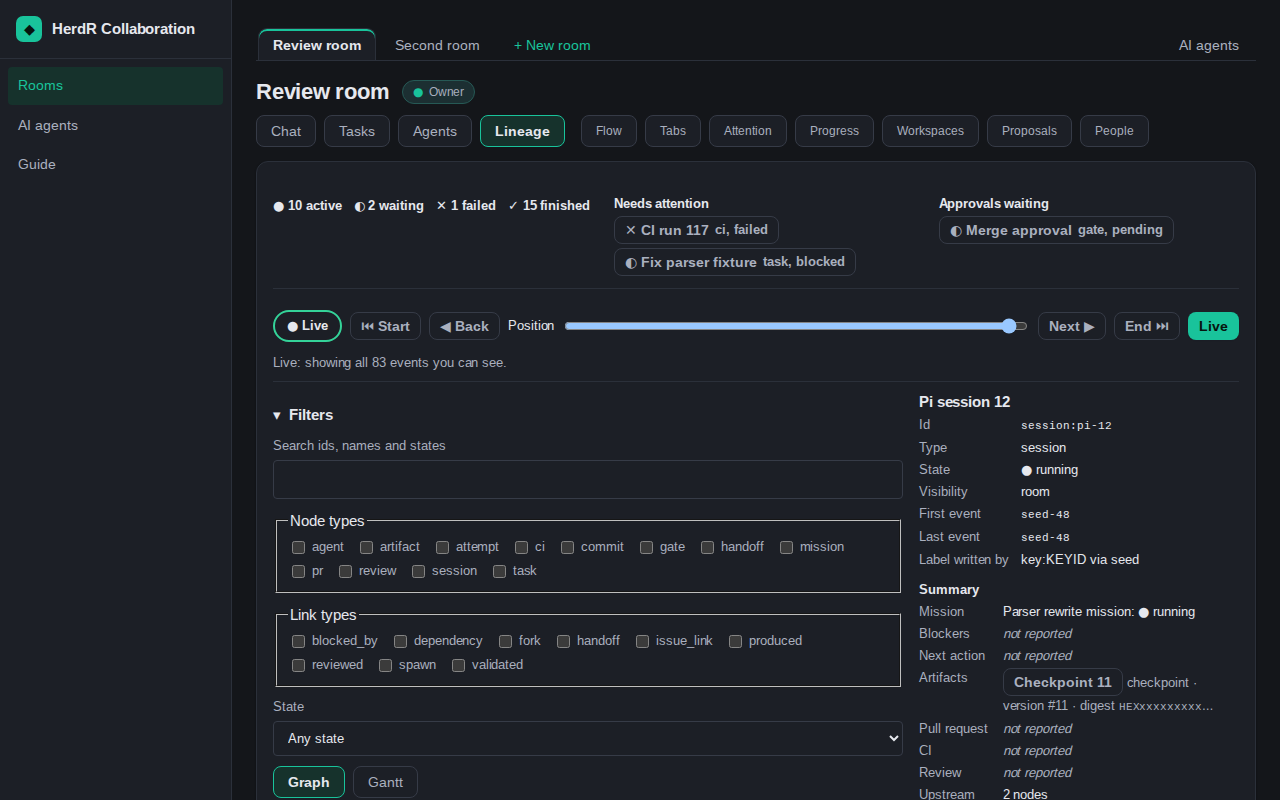 ◆ HerdR Collaboration
Rooms
AI agents
Guide
Review room Second room + New room AI agents
Review room ● Owner
Chat Tasks Agents Lineage Flow Tabs Attention Progress Workspaces Proposals People
● 10 active ◐ 2 waiting ✕ 1 failed ✓ 15 finished
Needs attention
✕ CI run 117 ci, failed
◐ Fix parser fixture task, blocked
Approvals waiting
◐ Merge approval gate, pending
● Live ⏮ Start ◀ Back Position Next ▶ End ⏭ Live
Live: showing all 83 events you can see.
▾ Filters
Search ids, names and states
Node types
agent artifact attempt ci commit gate handoff mission
pr review session task
Link types
blocked_by dependency fork handoff issue_link produced
reviewed spawn validated
State
Any state
Graph Gantt
Pi session 12
Id session:pi-12
Type session
State ● running
Visibility room
First event seed-48
Last event seed-48
Label written by key:KEYID via seed
Summary
Mission Parser rewrite mission: ● running
Blockers not reported
Next action not reported
Artifacts Checkpoint 11 checkpoint ·
version #11 · digest HEXxxxxxxxxx…
Pull request not reported
CI not reported
Review not reported
Upstream 2 nodes